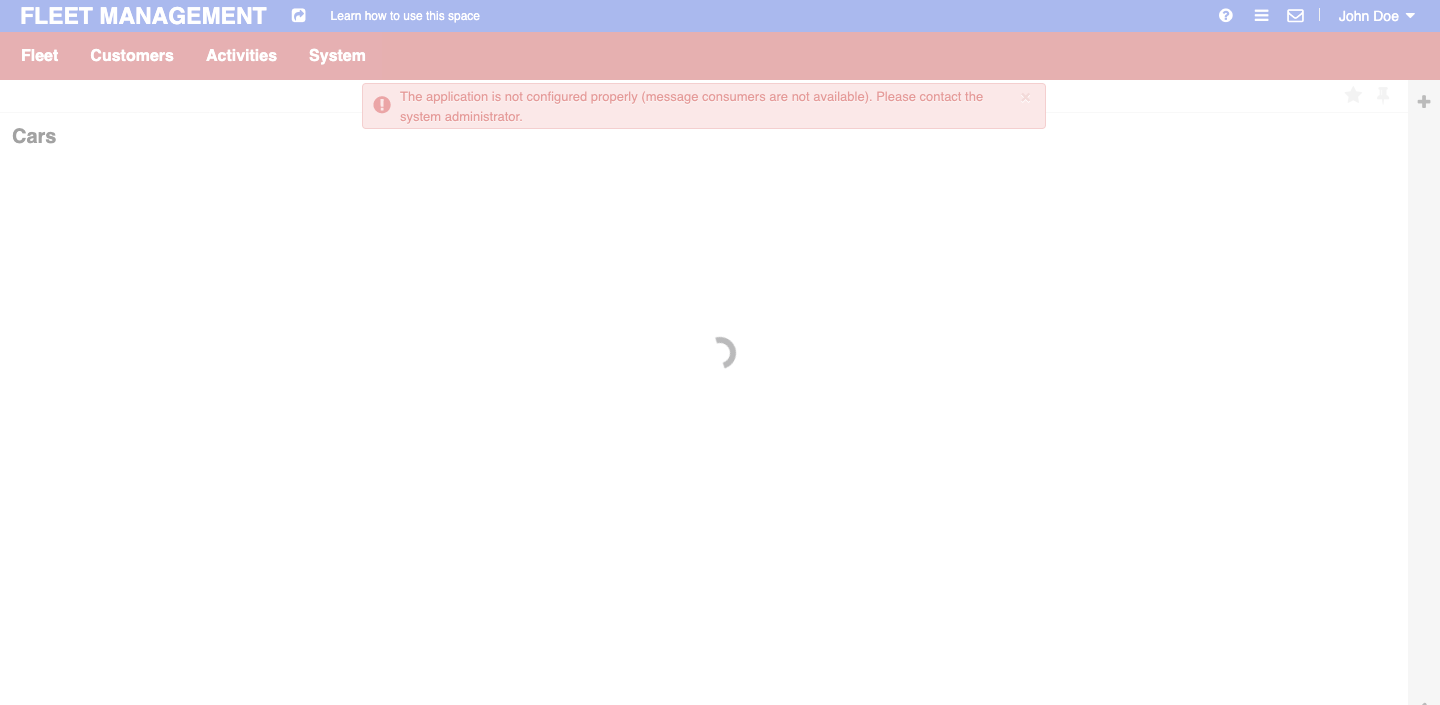 FLEET MANAGEMENT Learn how to use this space John Doe
Fleet Customers Activities System
The application is not configured properly (message consumers are not available). Please contact the
system administrator.
Cars